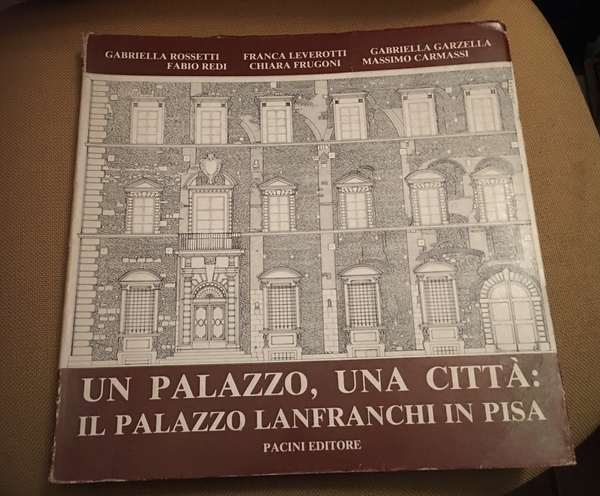 GABRIELLA ROSSETTI FRANCA LEVEROTTI GABRIELLA GARZELLA
FABIO REDI CHIARA FRUGONI MASSIMO CARMASSI
UN PALAZZO, UNA CITTÀ:
IL PALAZZO LANFRANCHI IN PISA
PACINI EDITORE